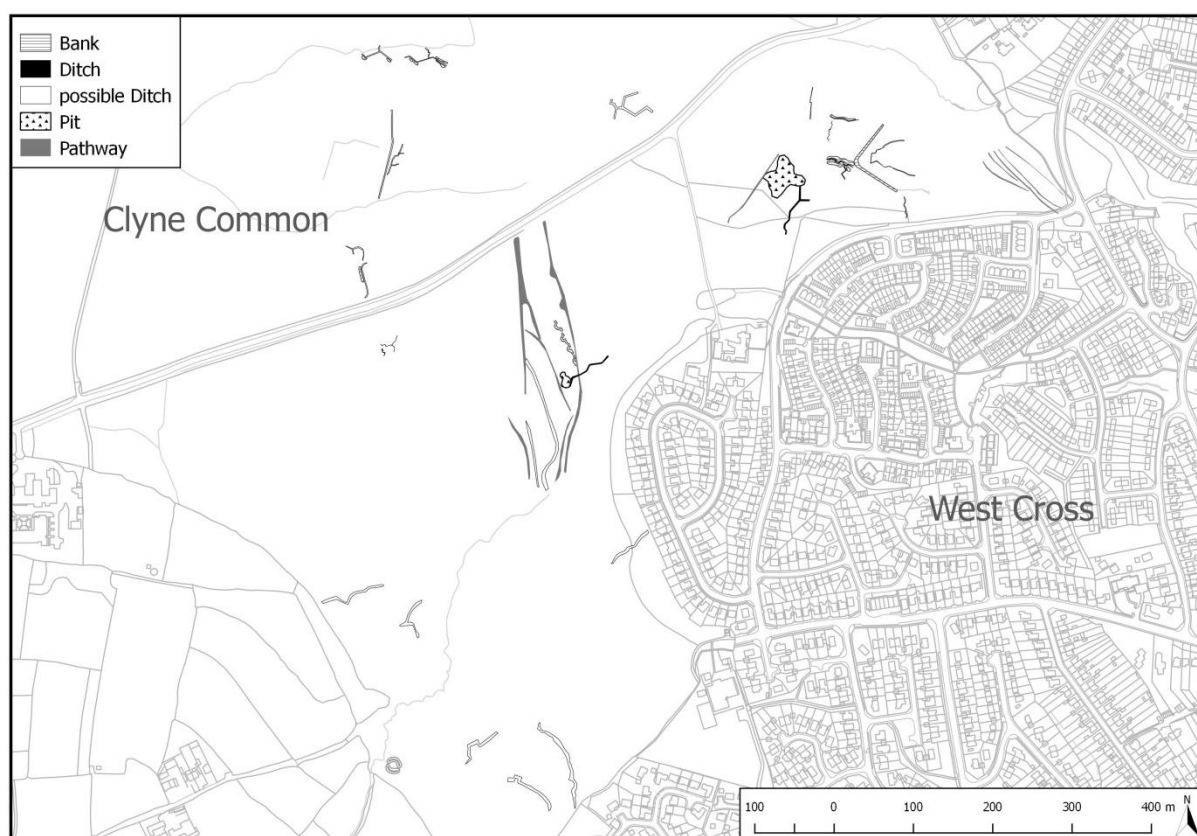 Bank
Ditch
possible Ditch
Pit
Pathway
Clyne Common
West Cross
100 0 100 200 300 400 m
N